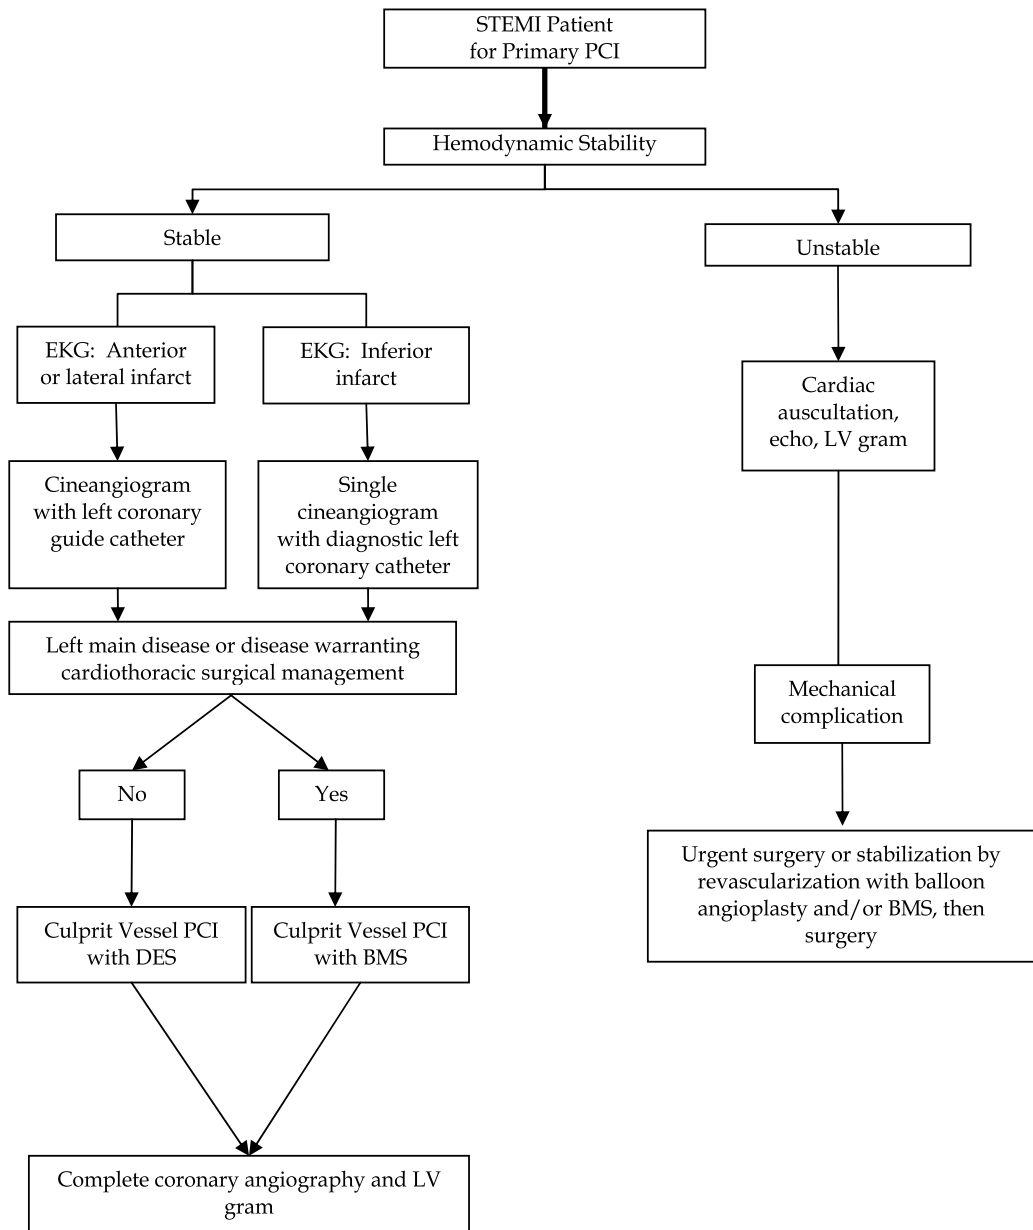 STEMI Patient
for Primary PCI
Hemodynamic Stability
Stable
Unstable
EKG: Anterior
or lateral infarct
EKG: Inferior
infarct
Cardiac
auscultation,
echo, LV gram
Cineangiogram
with left coronary
guide catheter
Single
cineangiogram
with diagnostic left
coronary catheter
Left main disease or disease warranting
cardiothoracic surgical management
Mechanical
complication
No
Yes
Urgent surgery or stabilization by
revascularization with balloon
angioplasty and/or BMS, then
surgery
Culprit Vessel PCI
with DES
Culprit Vessel PCI
with BMS
Complete coronary angiography and LV
gram